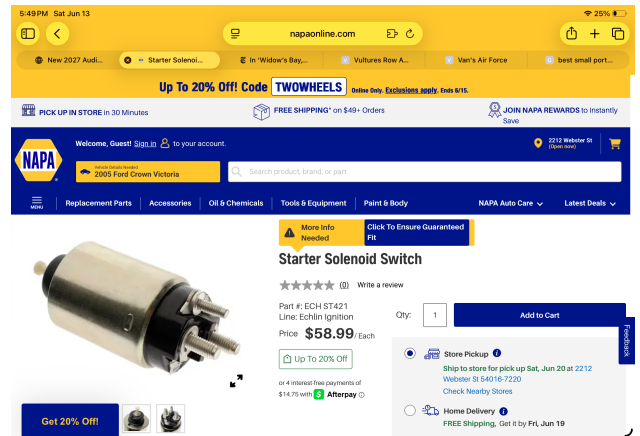 5:49 PM Sat Jun 13
25%
napaonline.com
New 2027 Audi...
Starter Solenoi...
In 'Widow's Bay,...
Vultures Row A...
Van's Air Force
best small port...
Up To 20% Off! Code TWOWHEELS Online Only. Exclusions apply. Ends 6/15.
PICK UP IN STORE in 30 Minutes
FREE SHIPPING* on $49+ Orders
JOIN NAPA REWARDS to Instantly
Save
NAPA
Welcome, Guest! Sign in to your account.
2212 Webster St
(Open now)
Vehicle Details Needed
2005 Ford Crown Victoria
Search product, brand, or part
MENU
Replacement Parts
Accessories
Oil & Chemicals
Tools & Equipment
Paint & Body
NAPA Auto Care
Latest Deals
More Info
Needed
Click To Ensure Guaranteed
Fit
Starter Solenoid Switch
(0) Write a review
Part #: ECH ST421
Line: Echlin Ignition
Price $58.99 / Each
Up To 20% Off
or 4 interest-free payments of
$14.75 with Afterpay
Qty: 1
Add to Cart
Store Pickup
Ship to store for pick up Sat, Jun 20 at 2212
Webster St 54016-7220
Check Nearby Stores
Home Delivery
FREE Shipping, Get it by Fri, Jun 19
Feedback
Get 20% Off!